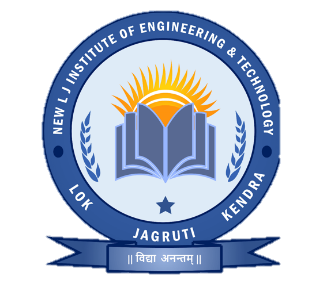 NEW L J INSTITUTE OF ENGINEERING & TECHNOLOGY
LOK JAGRUTI KENDRA
|| विद्या अनन्तम् ||